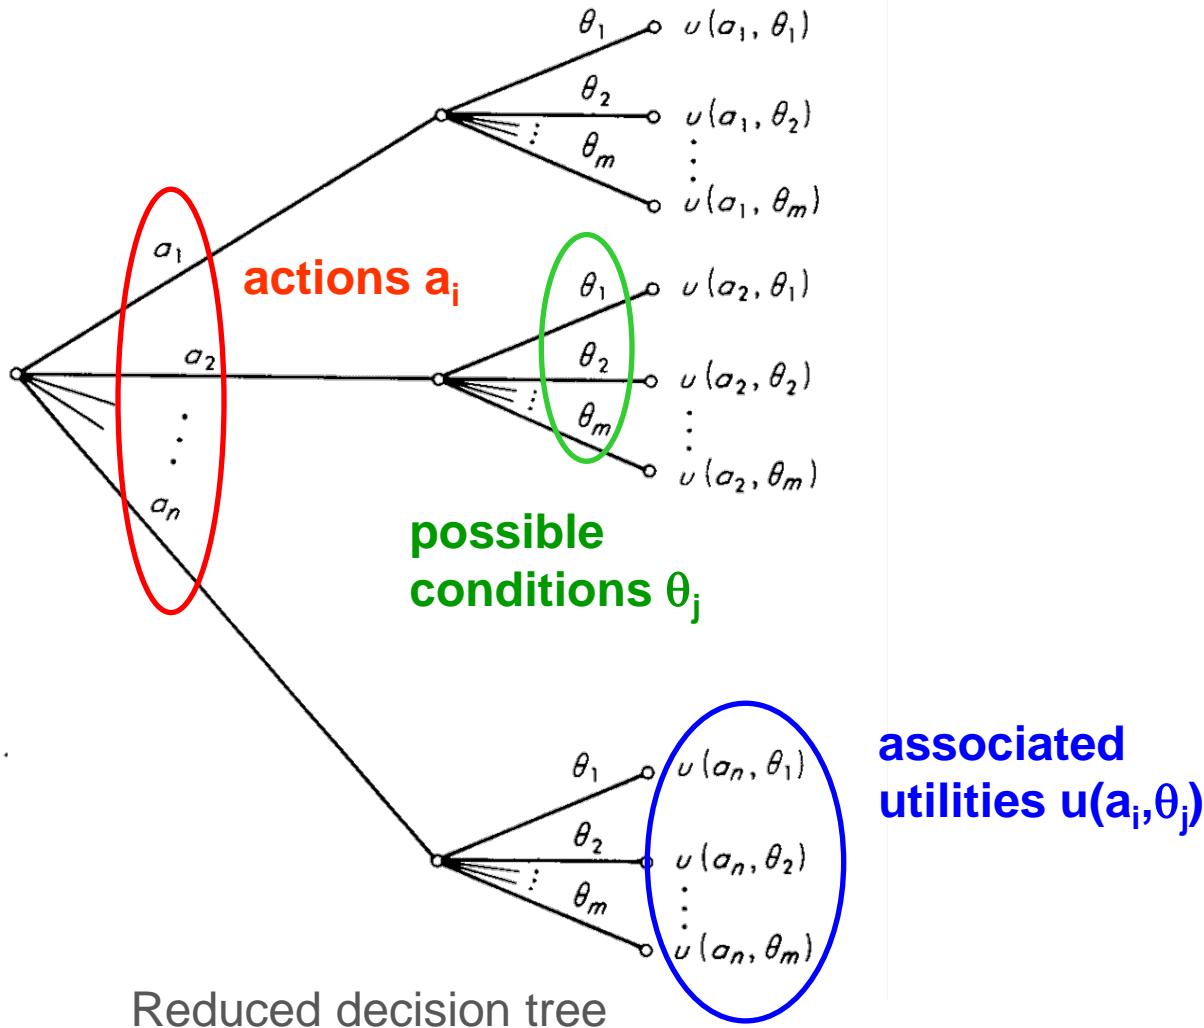 θ₁ u(a₁, θ₁)
θ₂ u(a₁, θ₂)
⋮ ⋮
θₘ u(a₁, θₘ)
a₁
actions aᵢ
θ₁ u(a₂, θ₁)
a₂ θ₂ u(a₂, θ₂)
⋮ ⋮ ⋮
θₘ u(a₂, θₘ)
aₙ
possible
conditions θⱼ
associated
utilities u(aᵢ,θⱼ)
θ₁ u(aₙ, θ₁)
θ₂ u(aₙ, θ₂)
⋮ ⋮
θₘ u(aₙ, θₘ)
Reduced decision tree